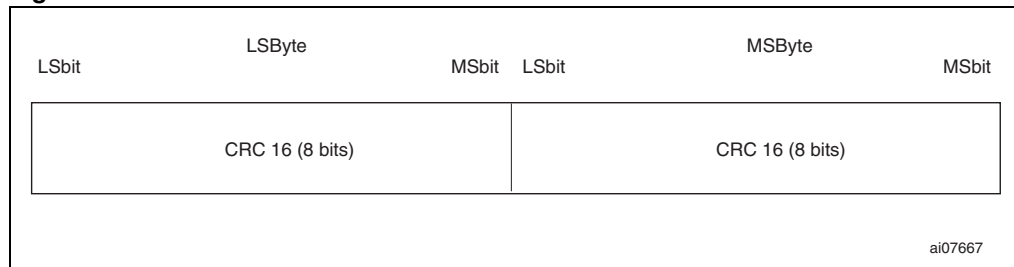 LSByte MSByte
LSbit MSbit LSbit MSbit
CRC 16 (8 bits) CRC 16 (8 bits)
ai07667